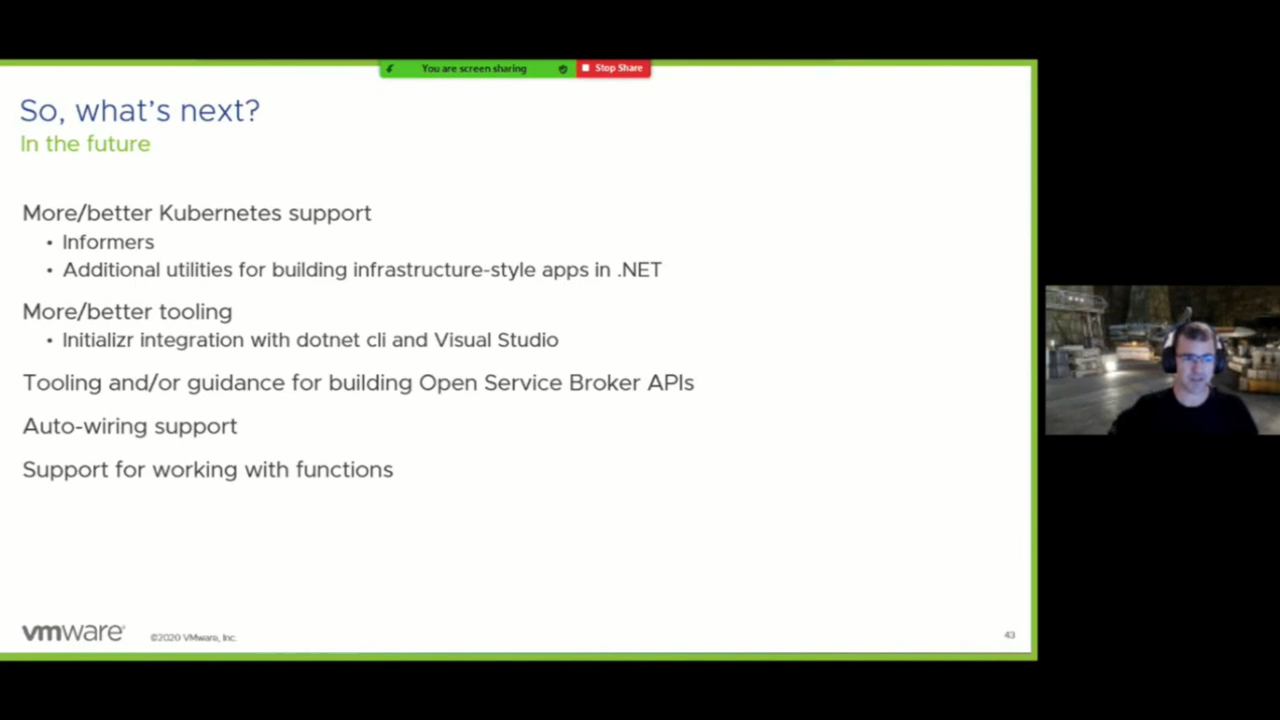 You are screen sharing
Stop Share
So, what's next?
In the future
More/better Kubernetes support
• Informers
• Additional utilities for building infrastructure-style apps in .NET
More/better tooling
• Initializr integration with dotnet cli and Visual Studio
Tooling and/or guidance for building Open Service Broker APIs
Auto-wiring support
Support for working with functions
vmware®
©2020 VMware, Inc.
43